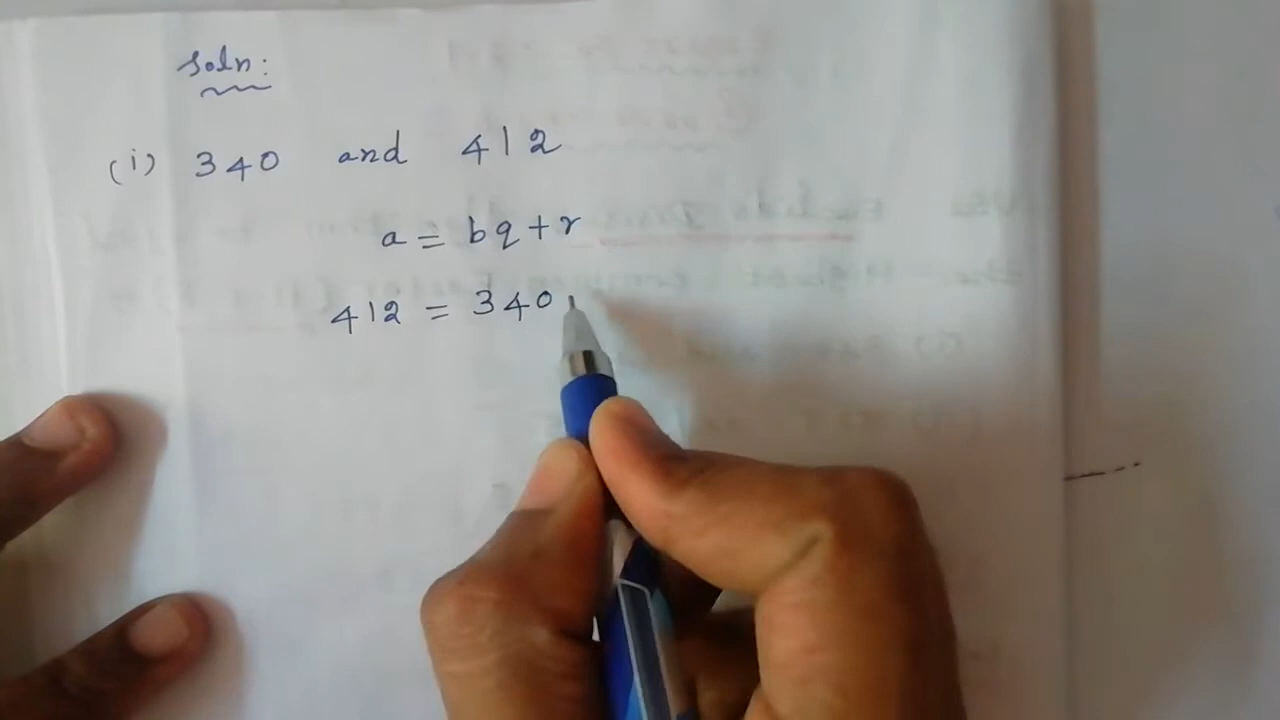 Soln:
(i) 340 and 412
a = bq + r
412 = 340